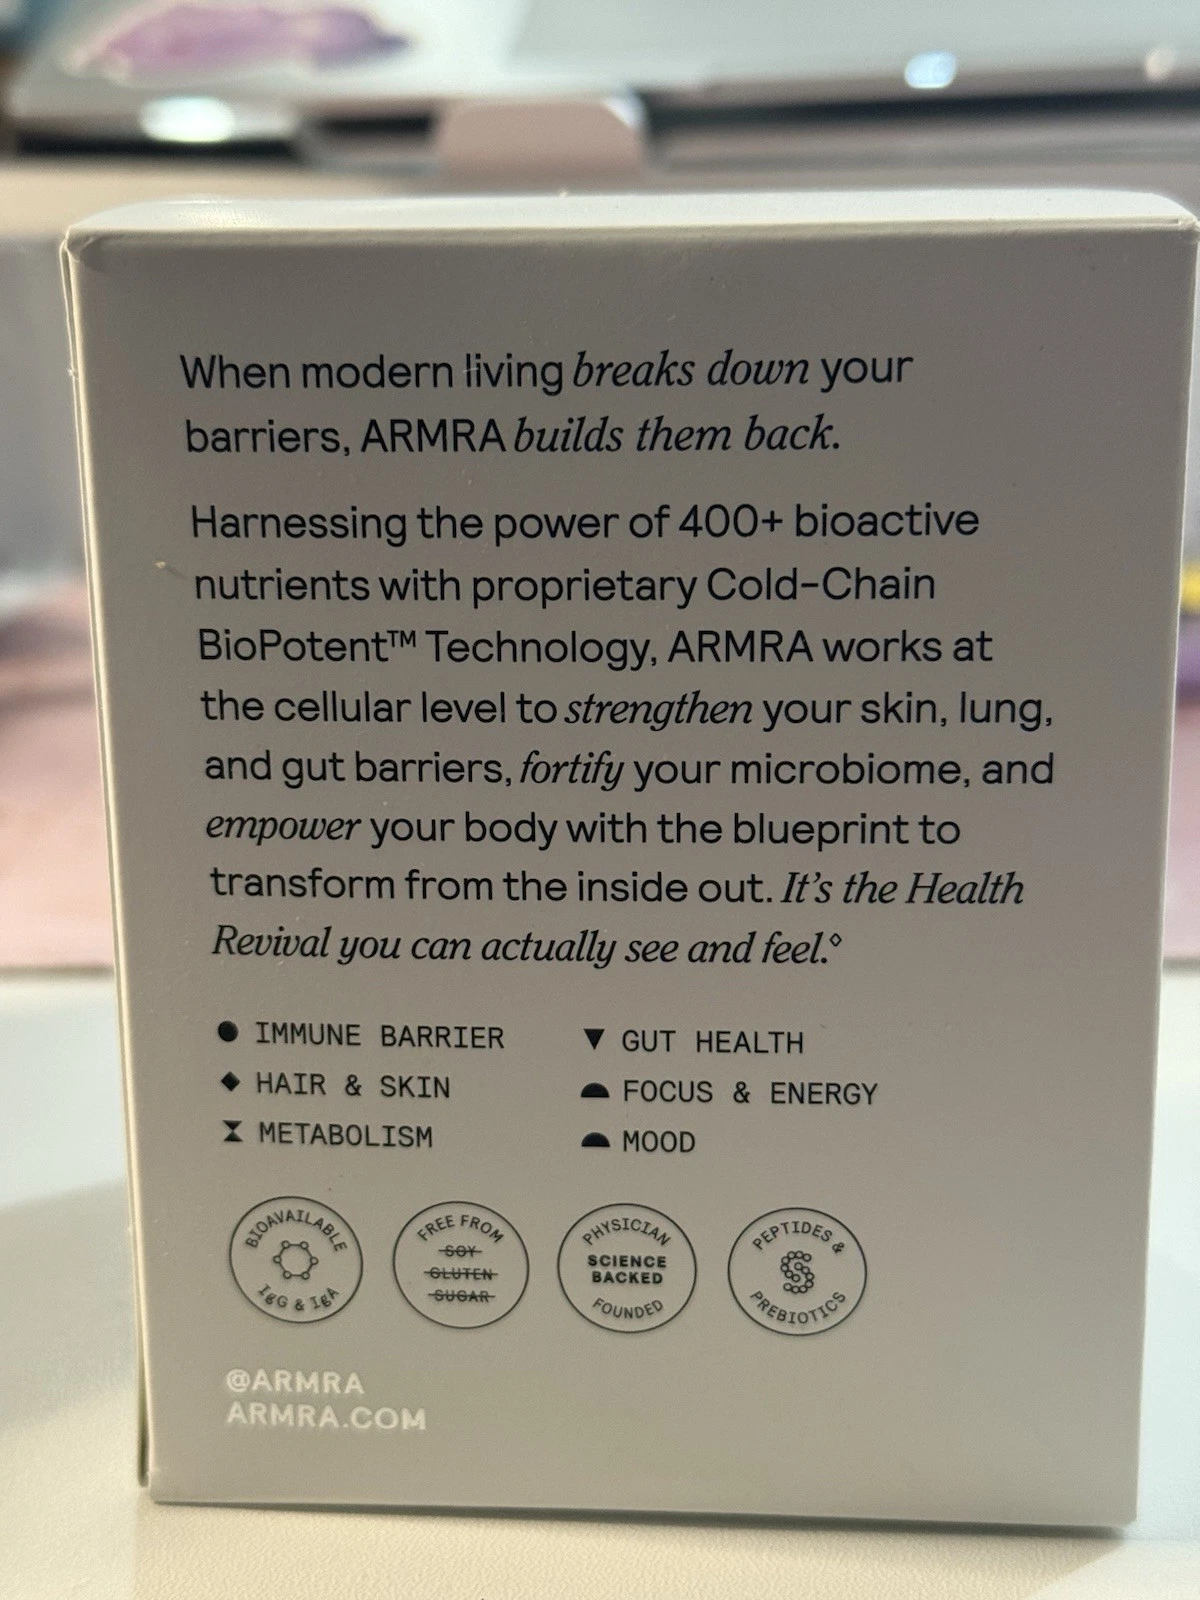 When modern living breaks down your
barriers, ARMRA builds them back.
Harnessing the power of 400+ bioactive
nutrients with proprietary Cold-Chain
BioPotent™ Technology, ARMRA works at
the cellular level to strengthen your skin, lung,
and gut barriers, fortify your microbiome, and
empower your body with the blueprint to
transform from the inside out. It's the Health
Revival you can actually see and feel.◊
IMMUNE BARRIER
HAIR & SKIN
METABOLISM
GUT HEALTH
FOCUS & ENERGY
MOOD
BIOAVAILABLE
IgG & IgA
FREE FROM
SOY
GLUTEN
SUGAR
PHYSICIAN
SCIENCE
BACKED
FOUNDED
PEPTIDES &
PREBIOTICS
@ARMRA
ARMRA.COM